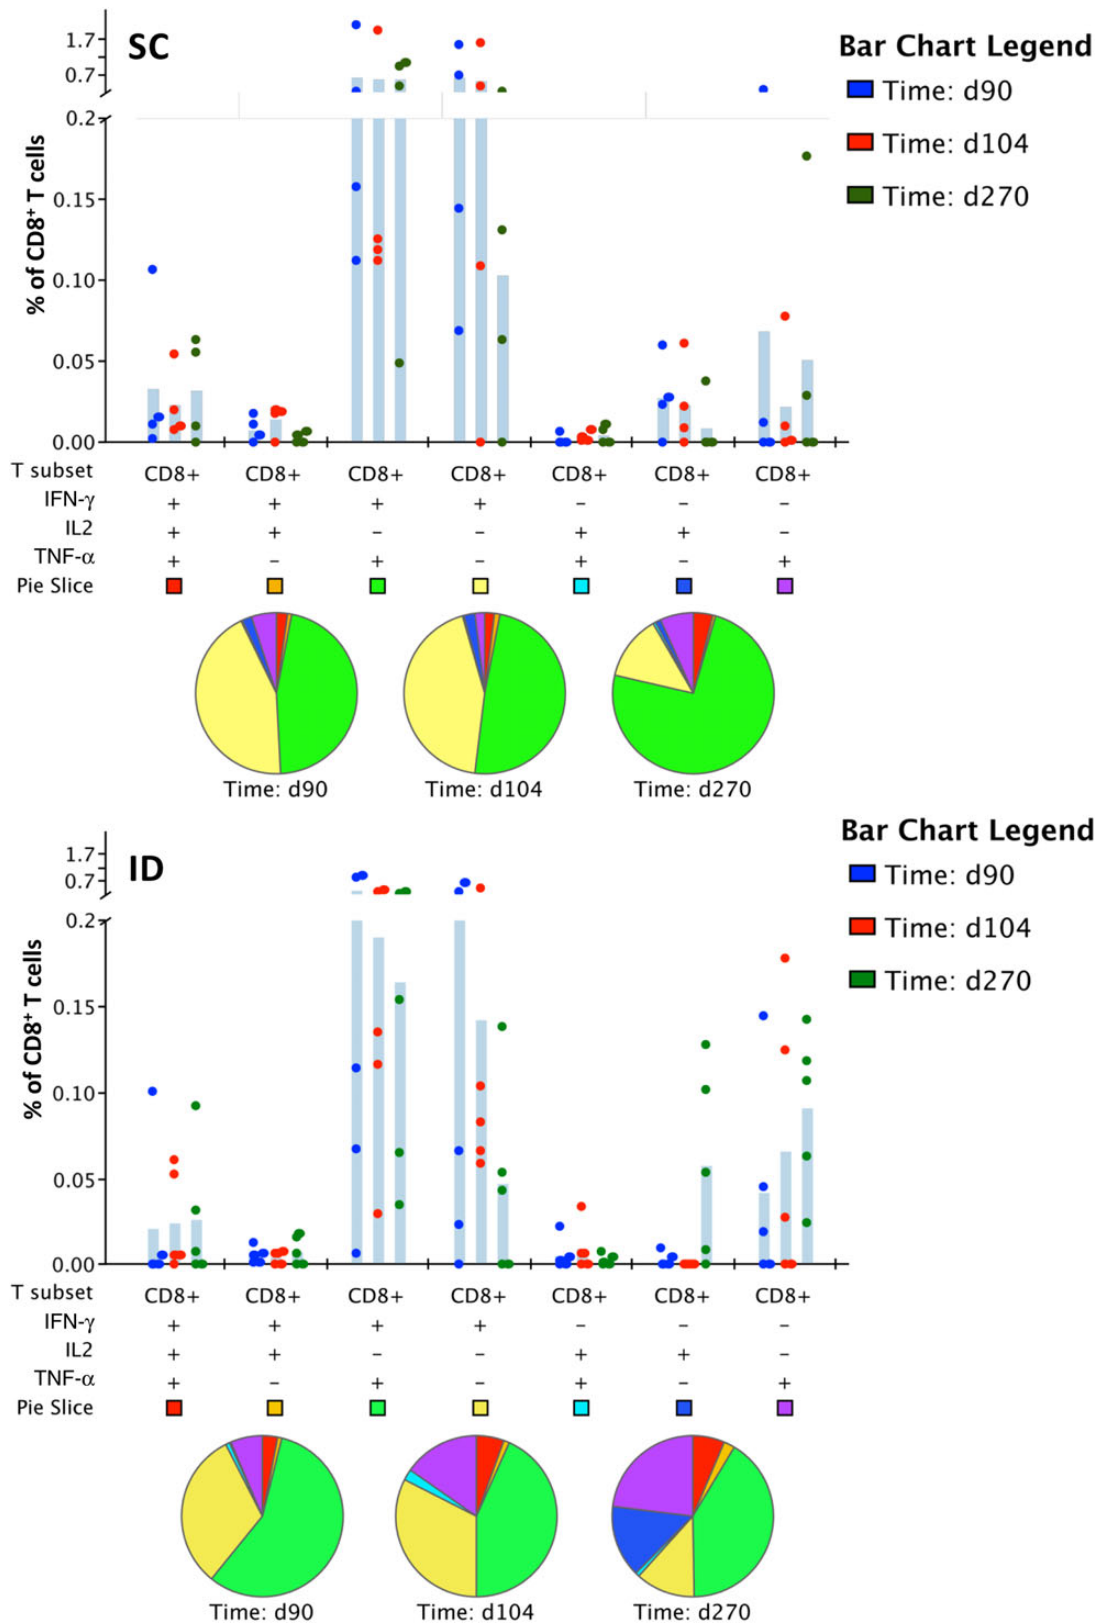 SC
Bar Chart Legend
Time: d90
Time: d104
Time: d270
1.7
0.7
0.2
0.15
0.10
0.05
0.00
% of CD8⁺ T cells
T subset CD8+ CD8+ CD8+ CD8+ CD8+ CD8+ CD8+
IFN-γ + + + + − − −
IL2 + + − − + + −
TNF-α + − + − + − +
Pie Slice
Time: d90 Time: d104 Time: d270
ID
Bar Chart Legend
Time: d90
Time: d104
Time: d270
1.7
0.7
0.2
0.15
0.10
0.05
0.00
% of CD8⁺ T cells
T subset CD8+ CD8+ CD8+ CD8+ CD8+ CD8+ CD8+
IFN-γ + + + + − − −
IL2 + + − − + + −
TNF-α + − + − + − +
Pie Slice
Time: d90 Time: d104 Time: d270